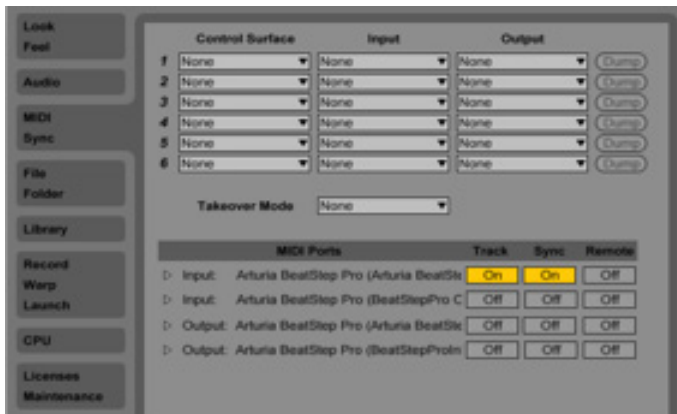 Look
Feel
Audio
MIDI
Sync
File
Folder
Library
Record
Warp
Launch
CPU
Licenses
Maintenance
Control Surface Input Output
1 None None None Dump
2 None None None Dump
3 None None None Dump
4 None None None Dump
5 None None None Dump
6 None None None Dump
Takeover Mode None
MIDI Ports Track Sync Remote
Input: Arturia BeatStep Pro (Arturia BeatSte On On Off
Input: Arturia BeatStep Pro (BeatStepPro C Off Off Off
Output: Arturia BeatStep Pro (Arturia BeatSte Off Off Off
Output: Arturia BeatStep Pro (BeatStepProIn Off Off Off